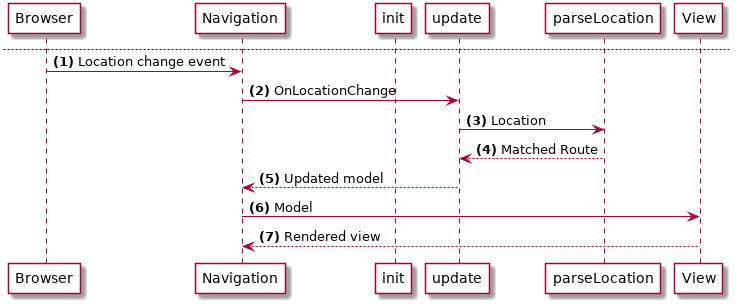 Browser Navigation init update parseLocation View
(1) Location change event
(2) OnLocationChange
(3) Location
(4) Matched Route
(5) Updated model
(6) Model
(7) Rendered view
Browser Navigation init update parseLocation View